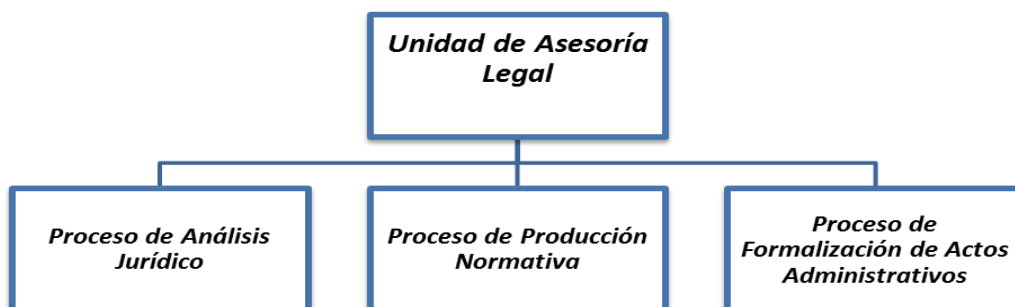 Unidad de Asesoría
Legal
Proceso de Análisis
Jurídico
Proceso de Producción
Normativa
Proceso de
Formalización de Actos
Administrativos